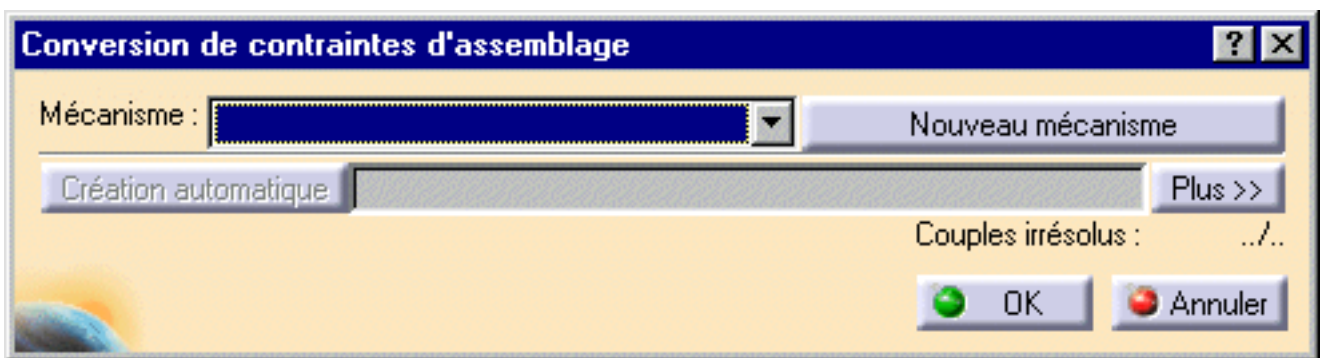 Conversion de contraintes d'assemblage
Mécanisme : Nouveau mécanisme
Création automatique Plus >>
Couples irrésolus : ../..
OK Annuler